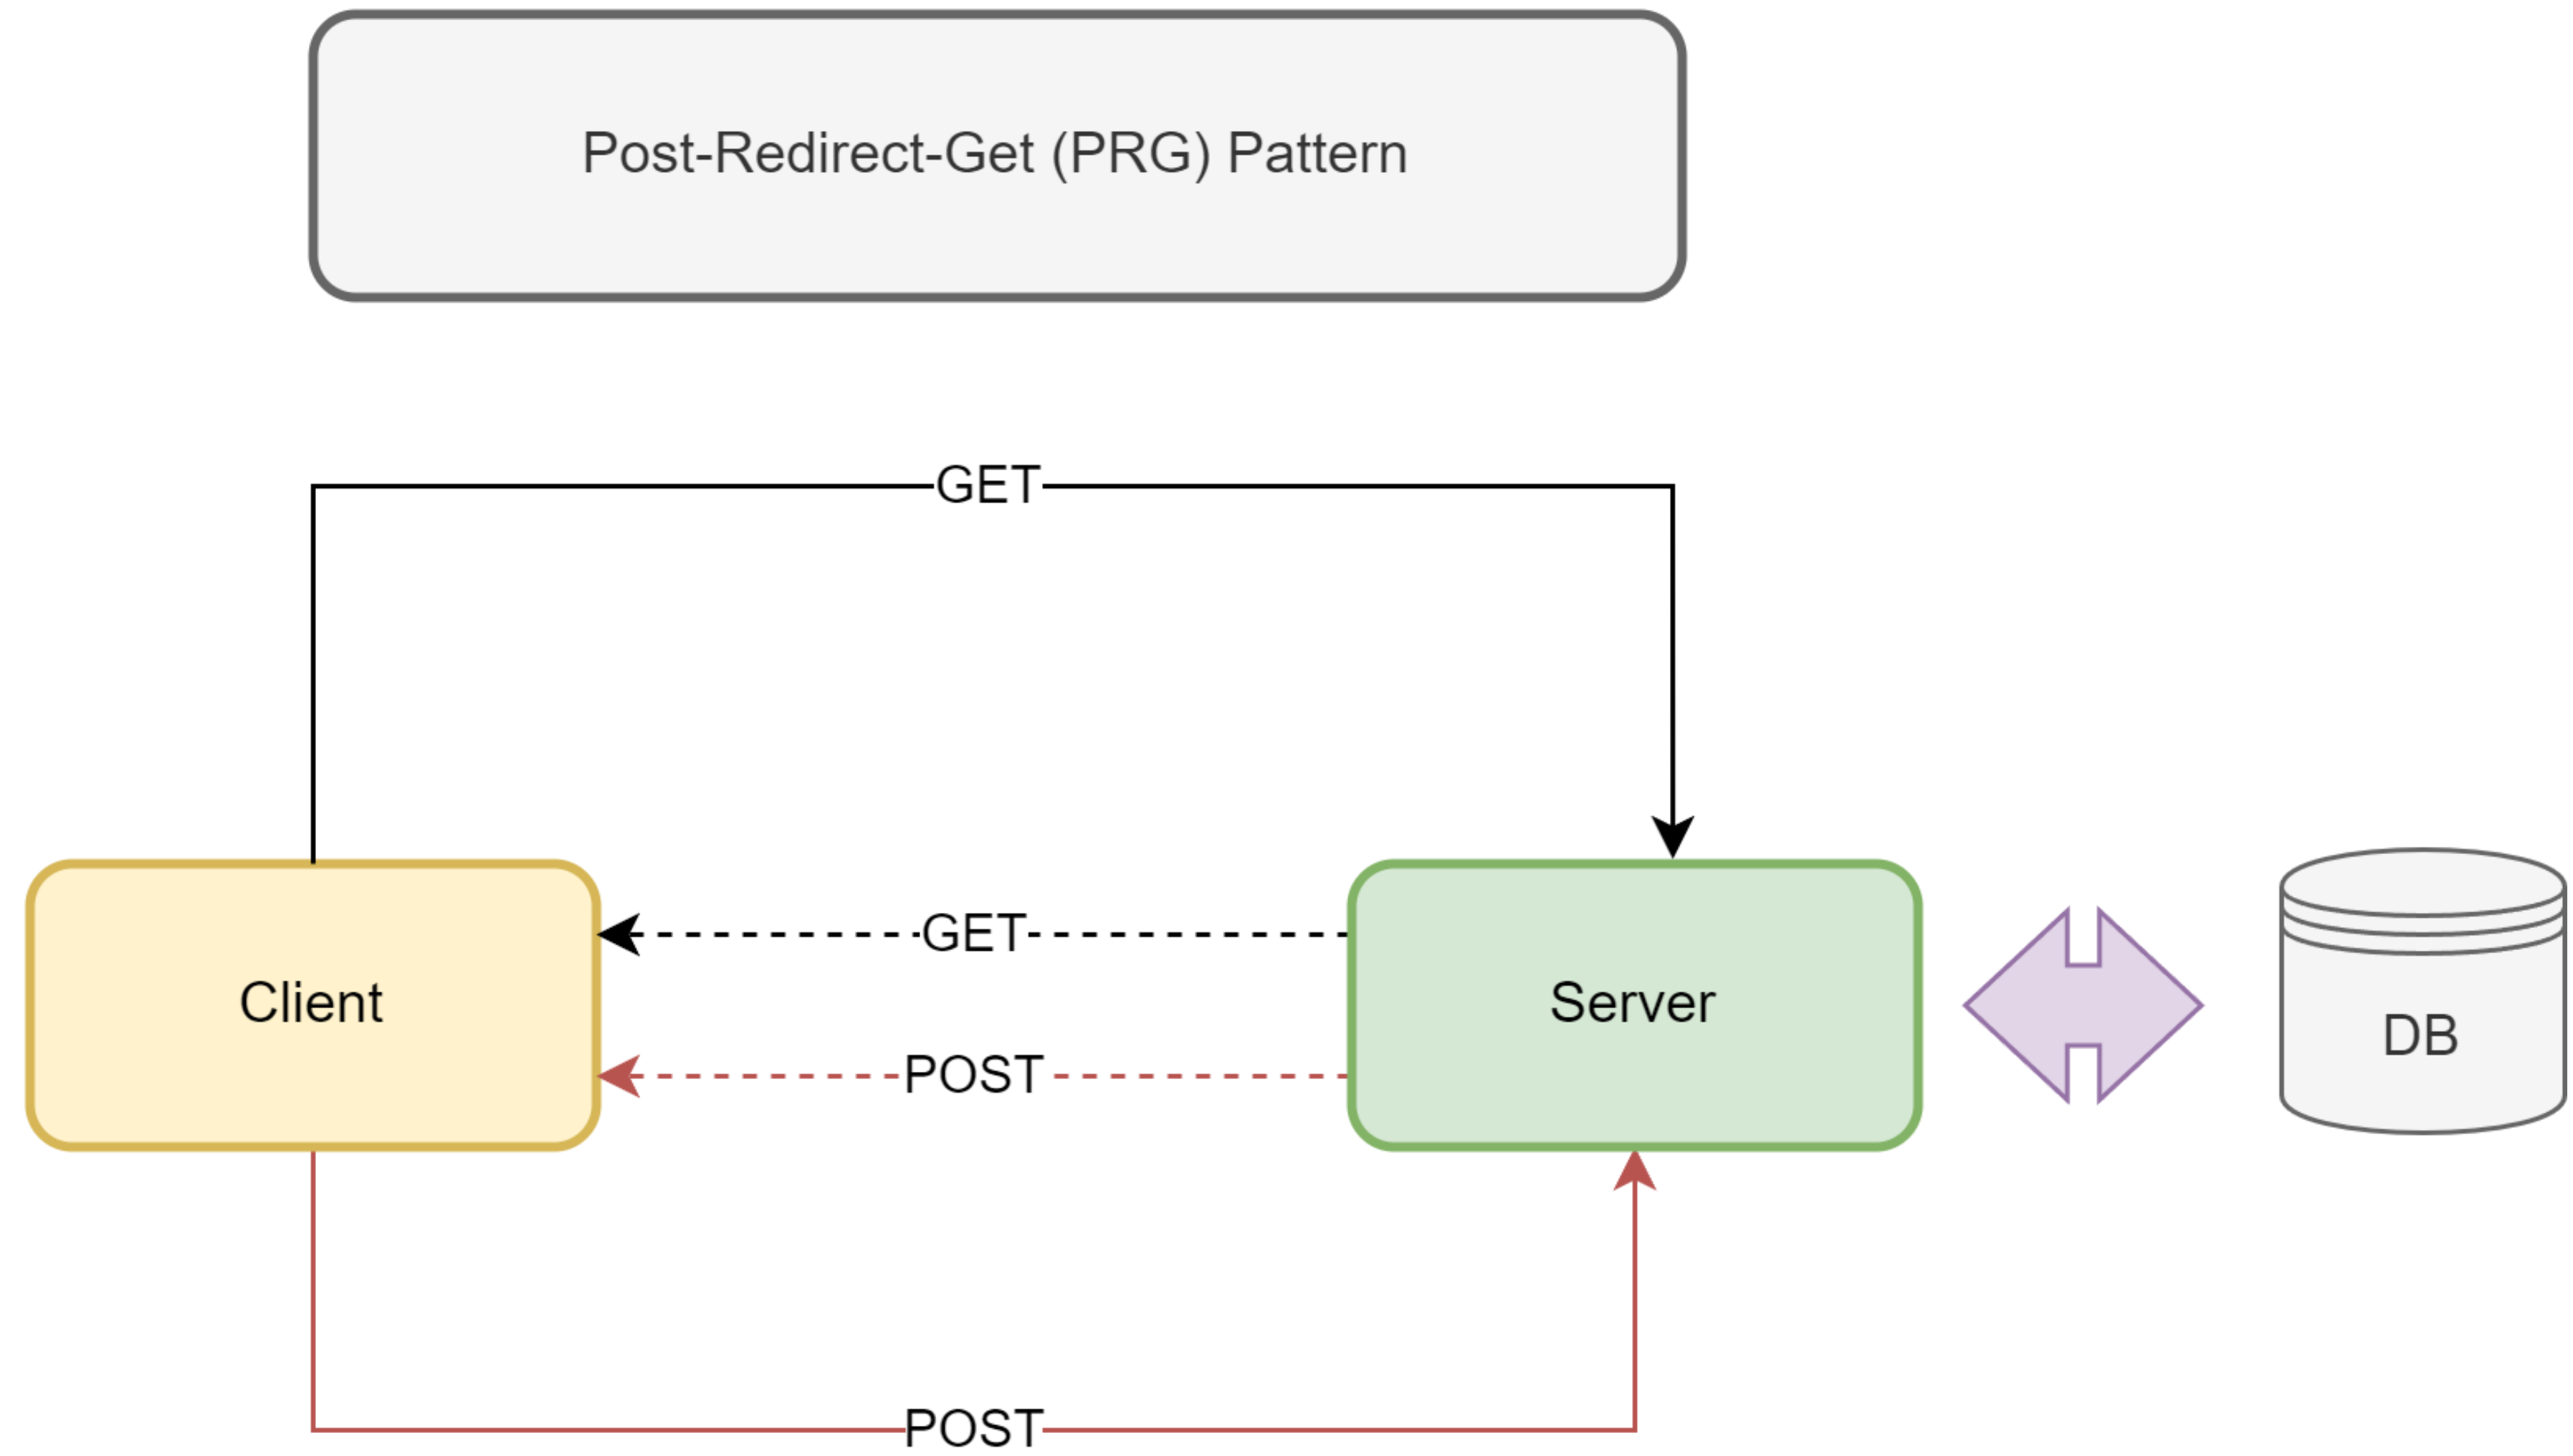 Post-Redirect-Get (PRG) Pattern
GET
GET
Client
Server
DB
POST
POST